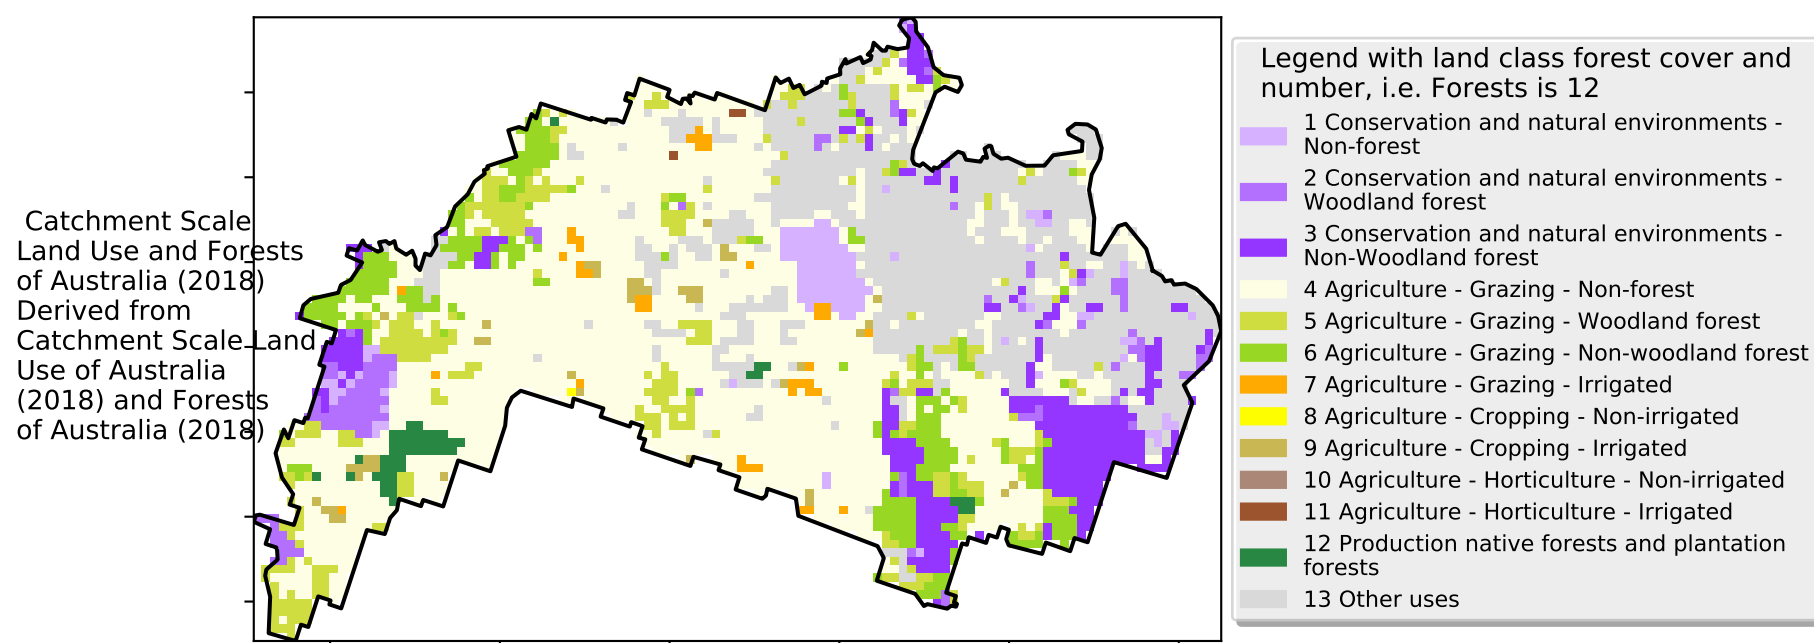 Catchment Scale
Land Use and Forests
of Australia (2018)
Derived from
Catchment Scale Land
Use of Australia
(2018) and Forests
of Australia (2018)
Legend with land class forest cover and
number, i.e. Forests is 12
1 Conservation and natural environments -
Non-forest
2 Conservation and natural environments -
Woodland forest
3 Conservation and natural environments -
Non-Woodland forest
4 Agriculture - Grazing - Non-forest
5 Agriculture - Grazing - Woodland forest
6 Agriculture - Grazing - Non-woodland forest
7 Agriculture - Grazing - Irrigated
8 Agriculture - Cropping - Non-irrigated
9 Agriculture - Cropping - Irrigated
10 Agriculture - Horticulture - Non-irrigated
11 Agriculture - Horticulture - Irrigated
12 Production native forests and plantation
forests
13 Other uses